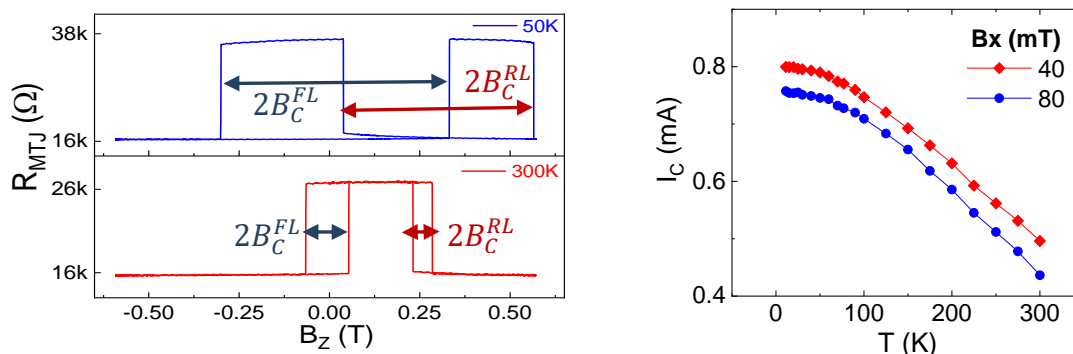 38k
16k
50K
2B_C^{FL}
2B_C^{RL}
26k
16k
300K
2B_C^{FL}
2B_C^{RL}
R_{MTJ} (Ω)
-0.50 -0.25 0.00 0.25 0.50
B_Z (T)
Bx (mT)
40
80
0.8
0.6
0.4
I_C (mA)
0 100 200 300
T (K)